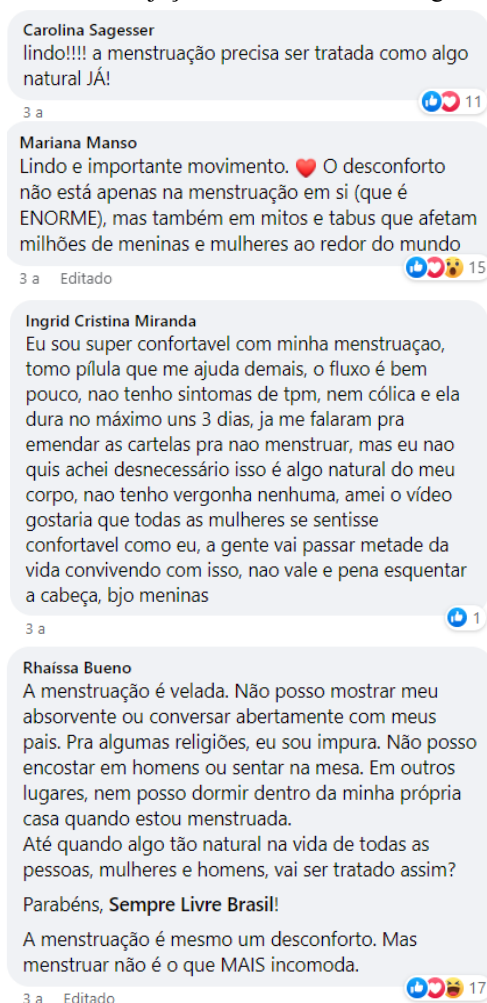 Carolina Sagesser
lindo!!!! a menstruação precisa ser tratada como algo
natural JÁ!
11
3 a
Mariana Manso
Lindo e importante movimento. ❤️ O desconforto
não está apenas na menstruação em si (que é
ENORME), mas também em mitos e tabus que afetam
milhões de meninas e mulheres ao redor do mundo
15
3 a Editado
Ingrid Cristina Miranda
Eu sou super confortavel com minha menstruaçao,
tomo pílula que me ajuda demais, o fluxo é bem
pouco, nao tenho sintomas de tpm, nem cólica e ela
dura no máximo uns 3 dias, ja me falaram pra
emendar as cartelas pra nao menstruar, mas eu nao
quis achei desnecessário isso é algo natural do meu
corpo, nao tenho vergonha nenhuma, amei o vídeo
gostaria que todas as mulheres se sentisse
confortavel como eu, a gente vai passar metade da
vida convivendo com isso, nao vale e pena esquentar
a cabeça, bjo meninas
1
3 a
Rhaíssa Bueno
A menstruação é velada. Não posso mostrar meu
absorvente ou conversar abertamente com meus
pais. Pra algumas religiões, eu sou impura. Não posso
encostar em homens ou sentar na mesa. Em outros
lugares, nem posso dormir dentro da minha própria
casa quando estou menstruada.
Até quando algo tão natural na vida de todas as
pessoas, mulheres e homens, vai ser tratado assim?
Parabéns, Sempre Livre Brasil!
A menstruação é mesmo um desconforto. Mas
menstruar não é o que MAIS incomoda.
17
3 a Editado